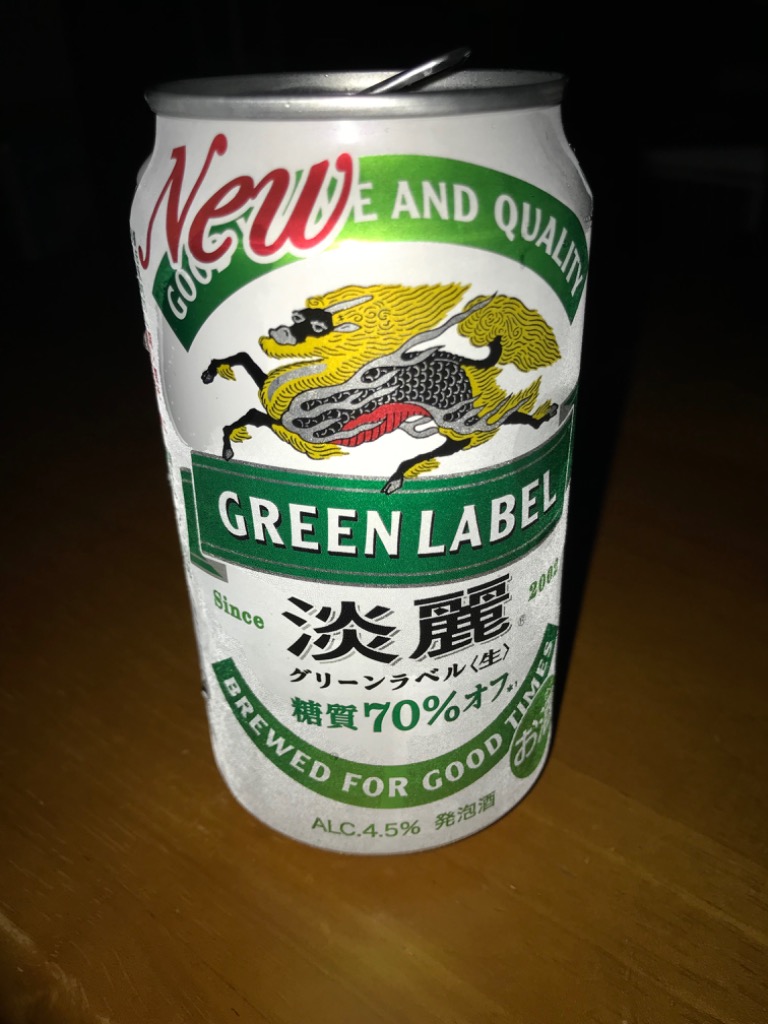 New
E AND QUALITY
GREEN LABEL
Since 2002
淡麗
グリーンラベル〈生〉
糖質70%オフ
BREWED FOR GOOD TIMES
ALC.4.5% 発泡酒